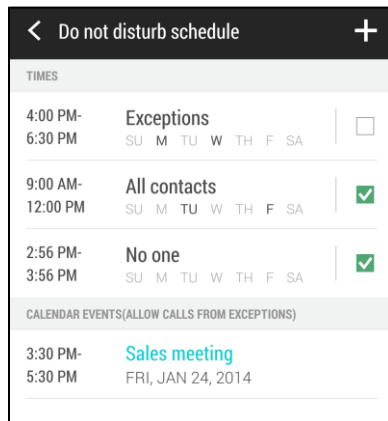 Do not disturb schedule
TIMES
4:00 PM-
6:30 PM
Exceptions
SU M TU W TH F SA
9:00 AM-
12:00 PM
All contacts
SU M TU W TH F SA
2:56 PM-
3:56 PM
No one
SU M TU W TH F SA
CALENDAR EVENTS(ALLOW CALLS FROM EXCEPTIONS)
3:30 PM-
5:30 PM
Sales meeting
FRI, JAN 24, 2014